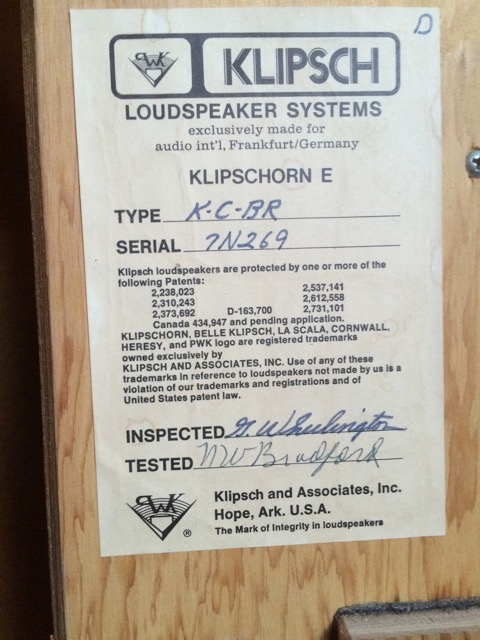 D
PWK KLIPSCH
LOUDSPEAKER SYSTEMS
exclusively made for
audio int'l, Frankfurt/Germany
KLIPSCHORN E
TYPE K-C-BR
SERIAL 7N269
Klipsch loudspeakers are protected by one or more of the
following Patents:
2,238,023 2,537,141
2,310,243 2,612,558
2,373,692 D-163,700 2,731,101
Canada 434,947 and pending application.
KLIPSCHORN, BELLE KLIPSCH, LA SCALA, CORNWALL,
HERESY, and PWK logo are registered trademarks
owned exclusively by
KLIPSCH AND ASSOCIATES, INC. Use of any of these
trademarks in reference to loudspeakers not made by us is a
violation of our trademarks and registrations and of
United States patent law.
INSPECTED G. Wheelington
TESTED MW Bradford
PWK ® Klipsch and Associates, Inc.
Hope, Ark. U.S.A.
The Mark of Integrity in loudspeakers